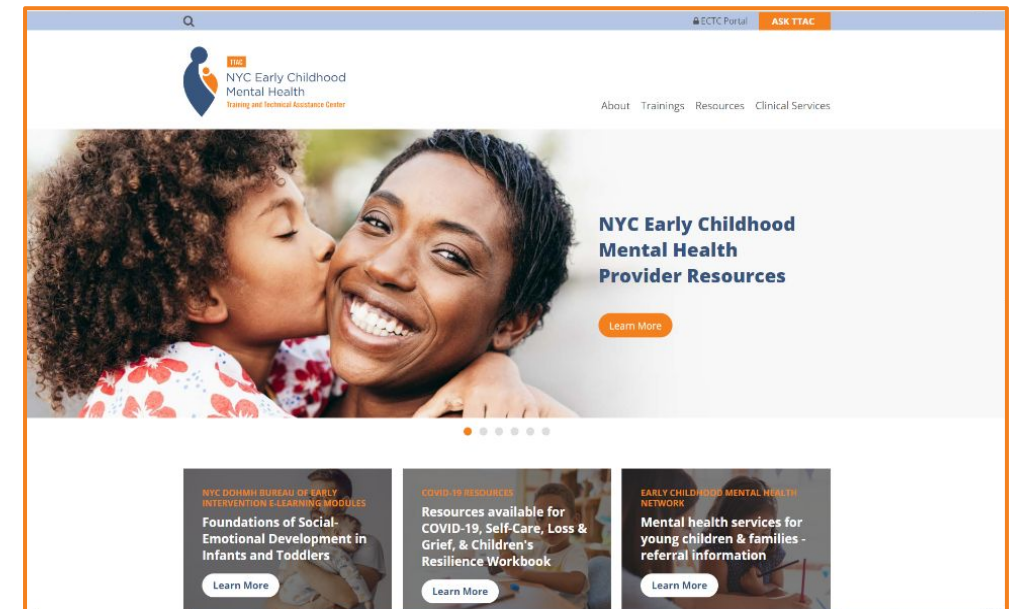 ECTC Portal
ASK TTAC
TTAC
NYC Early Childhood
Mental Health
Training and Technical Assistance Center
About Trainings Resources Clinical Services
NYC Early Childhood
Mental Health
Provider Resources
Learn More
NYC DOHMH BUREAU OF EARLY
INTERVENTION E-LEARNING MODULES
Foundations of Social-
Emotional Development in
Infants and Toddlers
Learn More
COVID-19 RESOURCES
Resources available for
COVID-19, Self-Care, Loss &
Grief, & Children's
Resilience Workbook
Learn More
EARLY CHILDHOOD MENTAL HEALTH
NETWORK
Mental health services for
young children & families -
referral information
Learn More